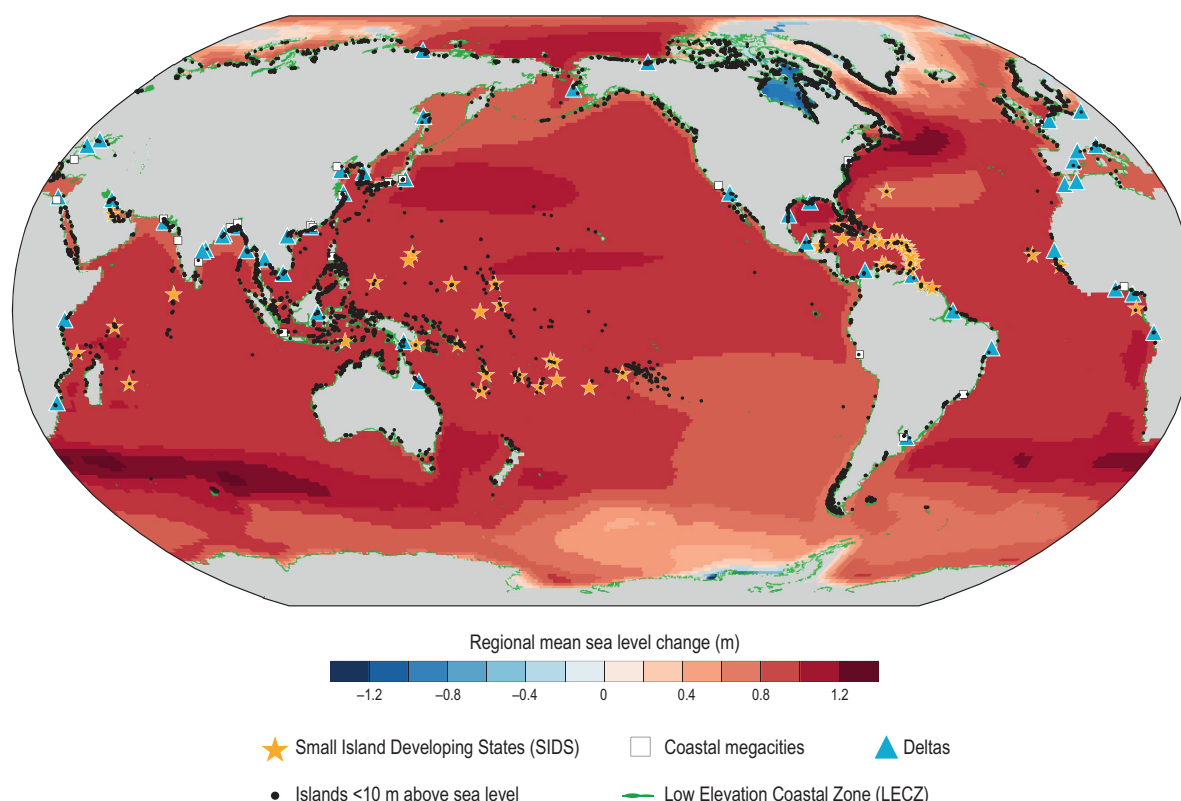 Regional mean sea level change (m)
−1.2 −0.8 −0.4 0 0.4 0.8 1.2
Small Island Developing States (SIDS) Coastal megacities Deltas
Islands <10 m above sea level Low Elevation Coastal Zone (LECZ)